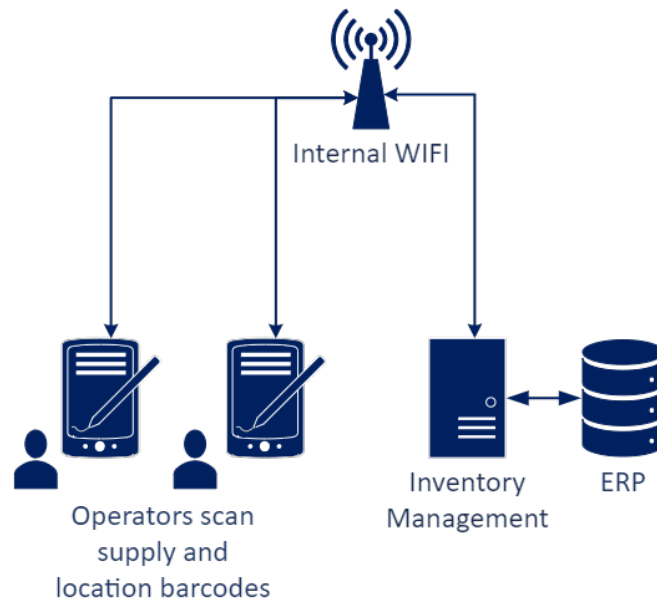 Internal WIFI
Operators scan
supply and
location barcodes
Inventory
Management
ERP